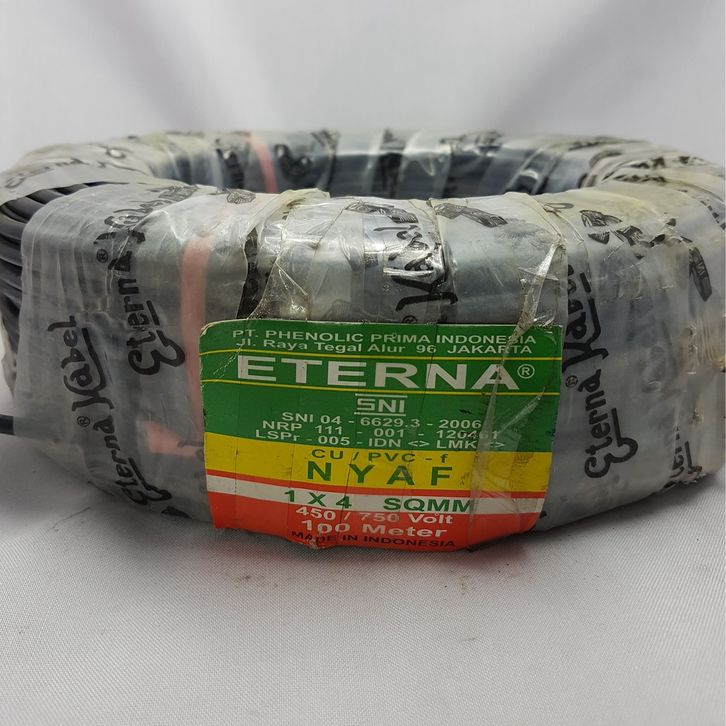 PT. PHENOLIC PRIMA INDONESIA
Jl. Raya Tegal Alur 96 JAKARTA
ETERNA®
SNI
SNI 04 - 6629.3 - 2006
NRP 111 - 001 - 120461
LSPr - 005 - IDN <> LMK <>
CU / PVC - f
NYAF
1 X 4 SQMM
450 / 750 Volt
100 Meter
MADE IN INDONESIA
Eterna® Kabel
Eterna Kabel
Eterna Kabel
Eterna® Kabel